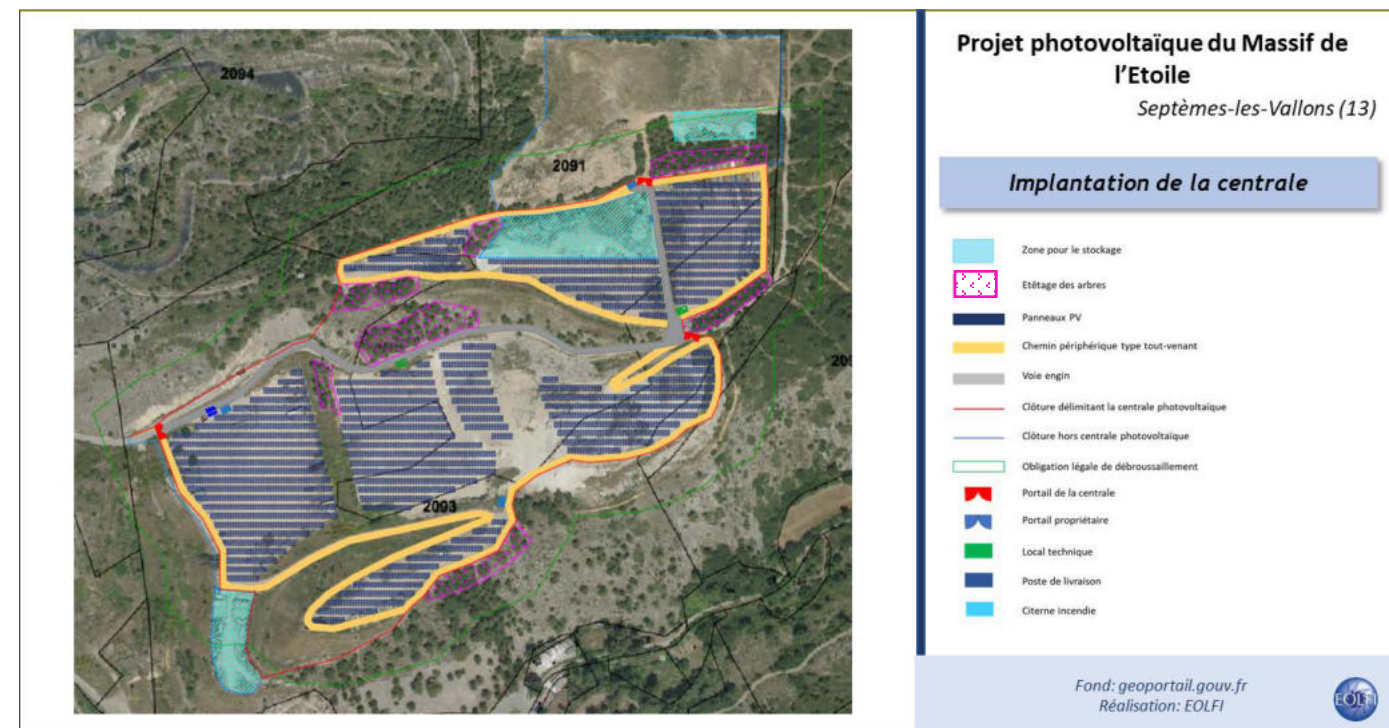 2094
2091
2093
Projet photovoltaïque du Massif de
l'Etoile
Septèmes-les-Vallons (13)
Implantation de la centrale
Zone pour le stockage
Etêtage des arbres
Panneaux PV
Chemin périphérique type tout-venant
Voie engin
Clôture délimitant la centrale photovoltaïque
Clôture hors centrale photovoltaïque
Obligation légale de débroussaillement
Portail de la centrale
Portail propriétaire
Local technique
Poste de livraison
Citerne incendie
Fond: geoportail.gouv.fr
Réalisation: EOLFI
EOLFI